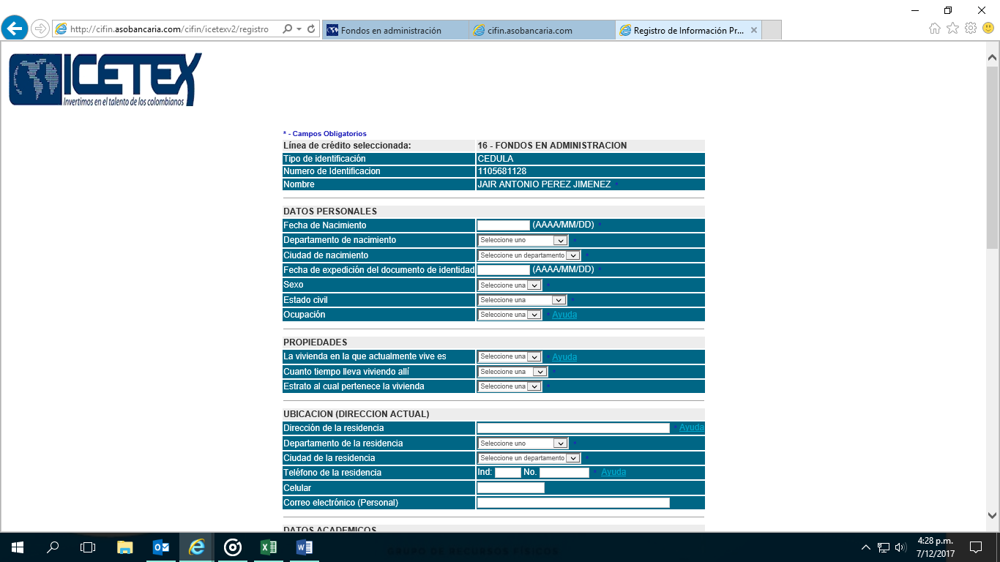 http://cifin.asobancaria.com/cifin/icetexv2/registro
Fondos en administración
cifin.asobancaria.com
Registro de Información Pr...
ICETEX
Invertimos en el talento de los colombianos
* - Campos Obligatorios
Línea de crédito seleccionada: 16 - FONDOS EN ADMINISTRACION
Tipo de identificación CEDULA
Numero de Identificacion 1105681128
Nombre JAIR ANTONIO PEREZ JIMENEZ *
DATOS PERSONALES
Fecha de Nacimiento (AAAA/MM/DD) *
Departamento de nacimiento Seleccione uno *
Ciudad de nacimiento Seleccione un departamento *
Fecha de expedición del documento de identidad (AAAA/MM/DD) *
Sexo Seleccione una *
Estado civil Seleccione una *
Ocupación Seleccione una * Ayuda
PROPIEDADES
La vivienda en la que actualmente vive es Seleccione una * Ayuda
Cuanto tiempo lleva viviendo allí Seleccione una *
Estrato al cual pertenece la vivienda Seleccione una *
UBICACION (DIRECCION ACTUAL)
Dirección de la residencia * Ayuda
Departamento de la residencia Seleccione uno *
Ciudad de la residencia Seleccione un departamento *
Teléfono de la residencia Ind: No. * Ayuda
Celular
Correo electrónico (Personal)
DATOS ACADEMICOS
GRUPO DE RECURSOS FISICOS
4:28 p.m.
7/12/2017